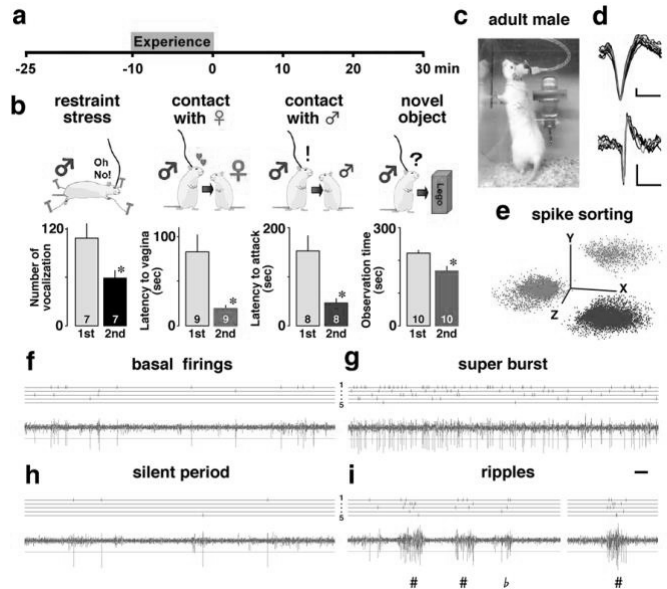 a
Experience
-25 -10 0 10 20 30 min
b
restraint stress
contact with ♀
contact with ♂
novel object
♂ Oh No!
♂ ♀
♂ ! ♂
♂ ? Lego
Number of vocalization
120
0
7 7
*
1st 2nd
Latency to vagina (sec)
100
0
9 9
*
1st 2nd
Latency to attack (sec)
200
0
8 8
*
1st 2nd
Observation time (sec)
300
0
10 10
*
1st 2nd
c adult male
d
e spike sorting
Y
X
Z
f basal firings
1
5
g super burst
h silent period
1
5
i ripples
# # ♭ #